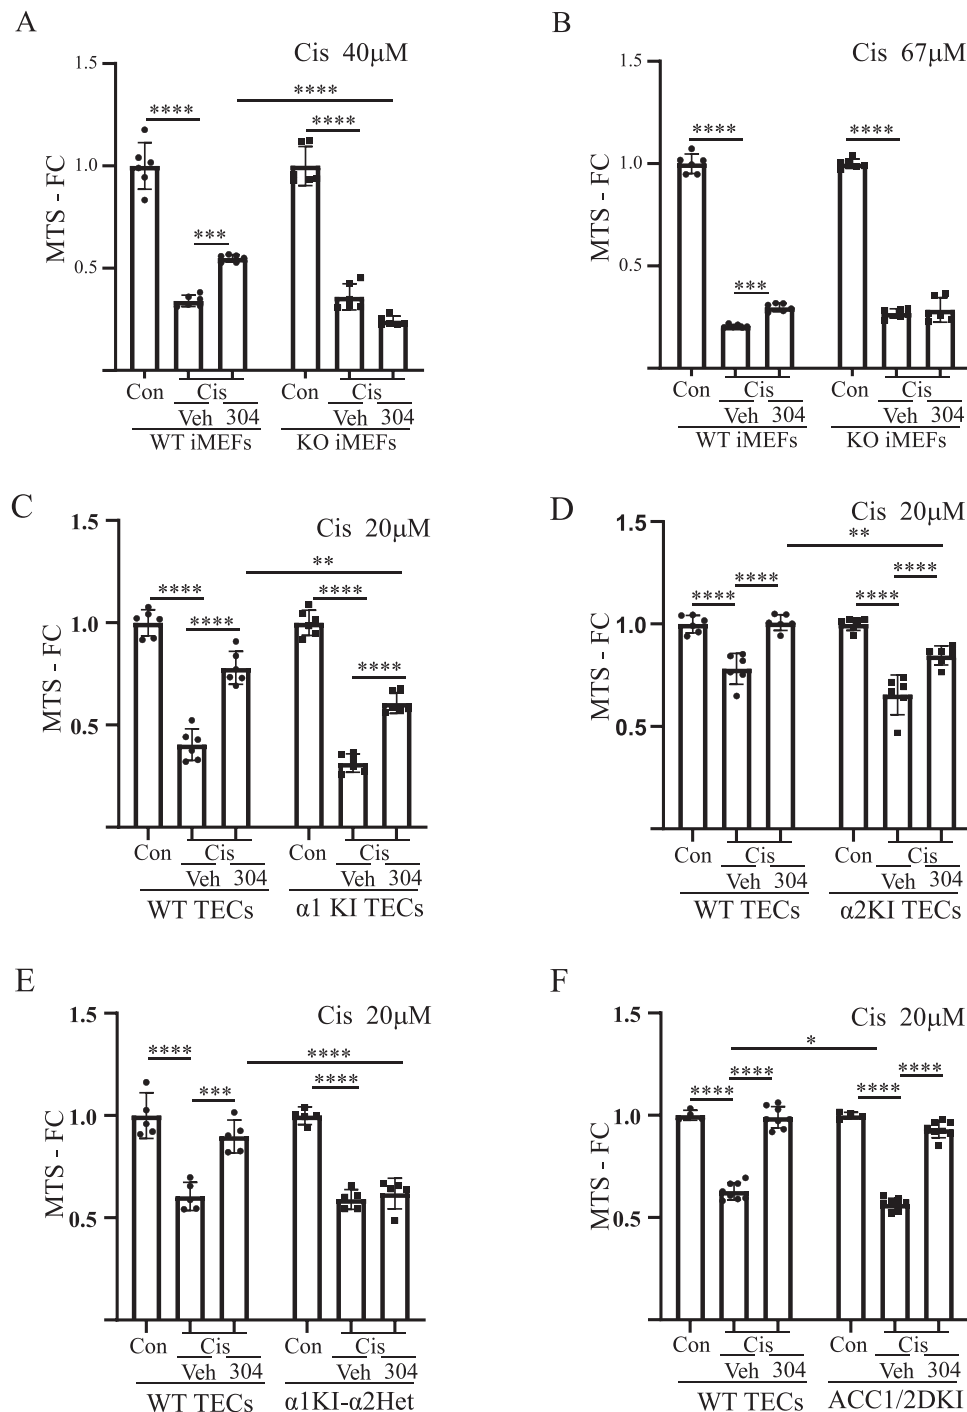 A
Cis 40μM
MTS - FC
1.5
1.0
0.5
****
***
****
****
Con
Cis
Veh 304
WT iMEFs
KO iMEFs
B
Cis 67μM
MTS - FC
1.5
1.0
0.5
****
***
****
Con
Con
Cis
Cis
Veh 304
Veh 304
WT iMEFs
KO iMEFs
C
Cis 20μM
MTS - FC
1.5
1.0
0.5
****
****
**
****
****
Con
Cis
Con
Cis
Veh 304
Veh 304
WT TECs
α1 KI TECs
D
Cis 20μM
MTS - FC
1.5
1.0
0.5
****
****
**
****
****
Con
Cis
Con
Cis
Veh 304
Veh 304
WT TECs
α2KI TECs
E
Cis 20μM
MTS - FC
1.5
1.0
0.5
****
***
****
****
Con
Cis
Con
Cis
Veh 304
Veh 304
WT TECs
α1KI-α2Het
F
Cis 20μM
MTS - FC
1.5
1.0
0.5
****
****
*
****
****
Con
Cis
Con
Cis
Veh 304
Veh 304
WT TECs
ACC1/2DKI